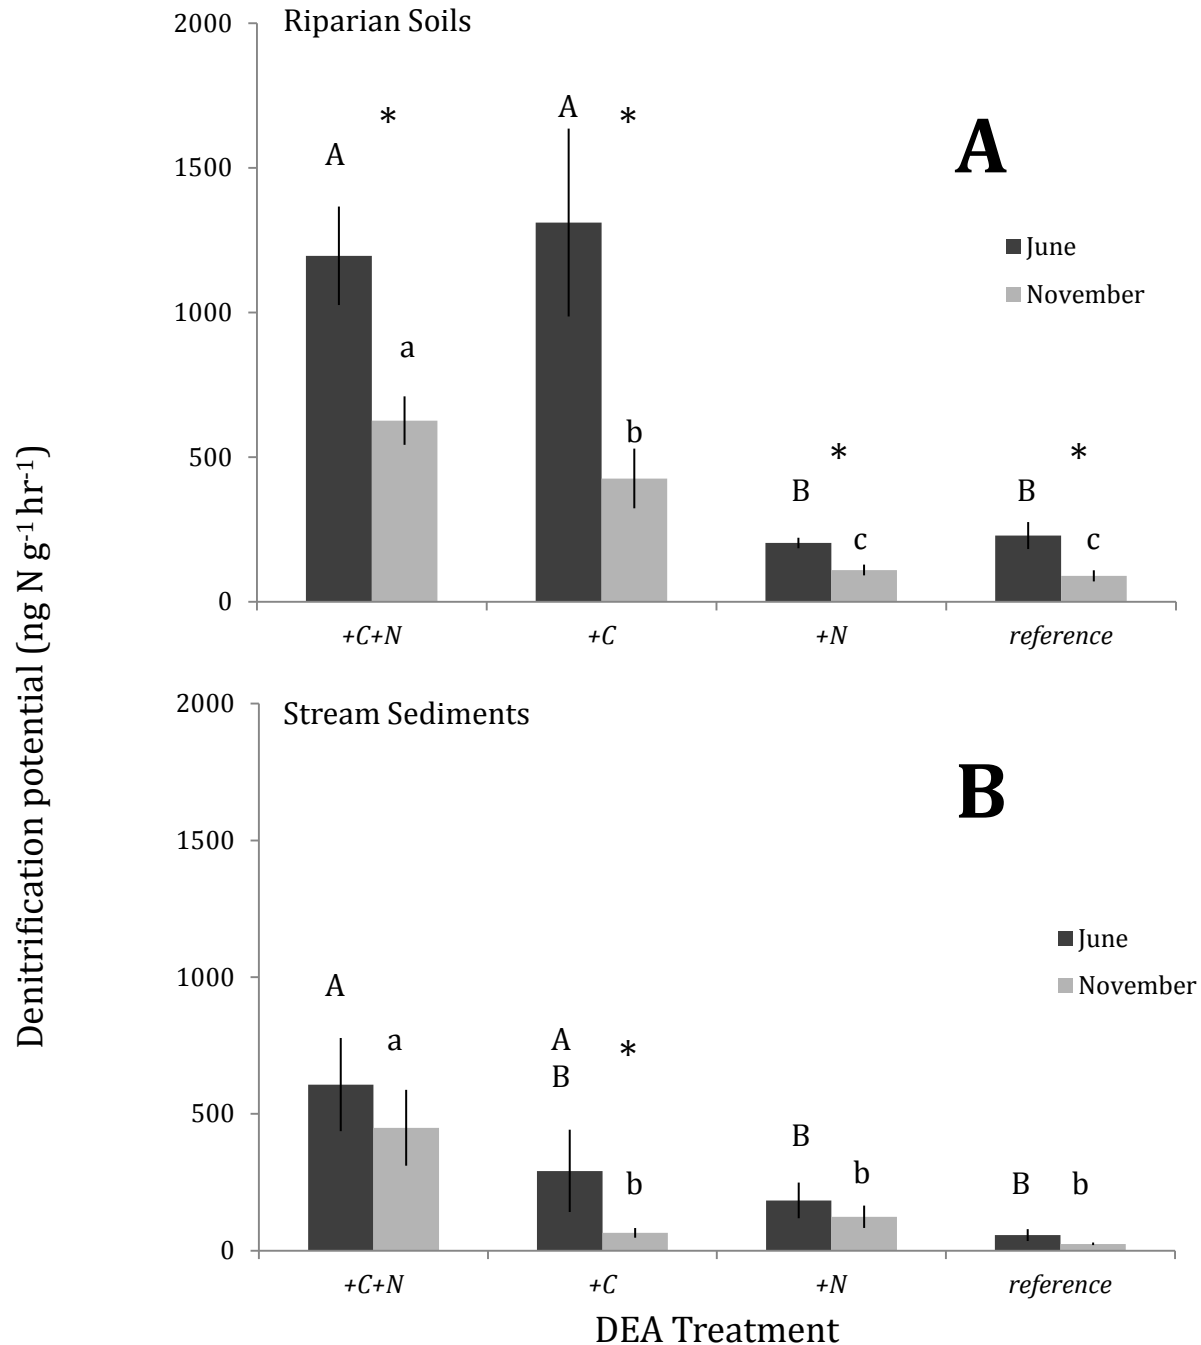 Denitrification potential (ng N g-1 hr-1)
Riparian Soils
2000
1500
1000
500
0
A
*
A
*
A
a
b
B
*
c
B
*
c
June
November
+C+N
+C
+N
reference
Stream Sediments
2000
1500
1000
500
0
B
A
a
A
B
*
b
B
b
B
b
June
November
+C+N
+C
+N
reference
DEA Treatment